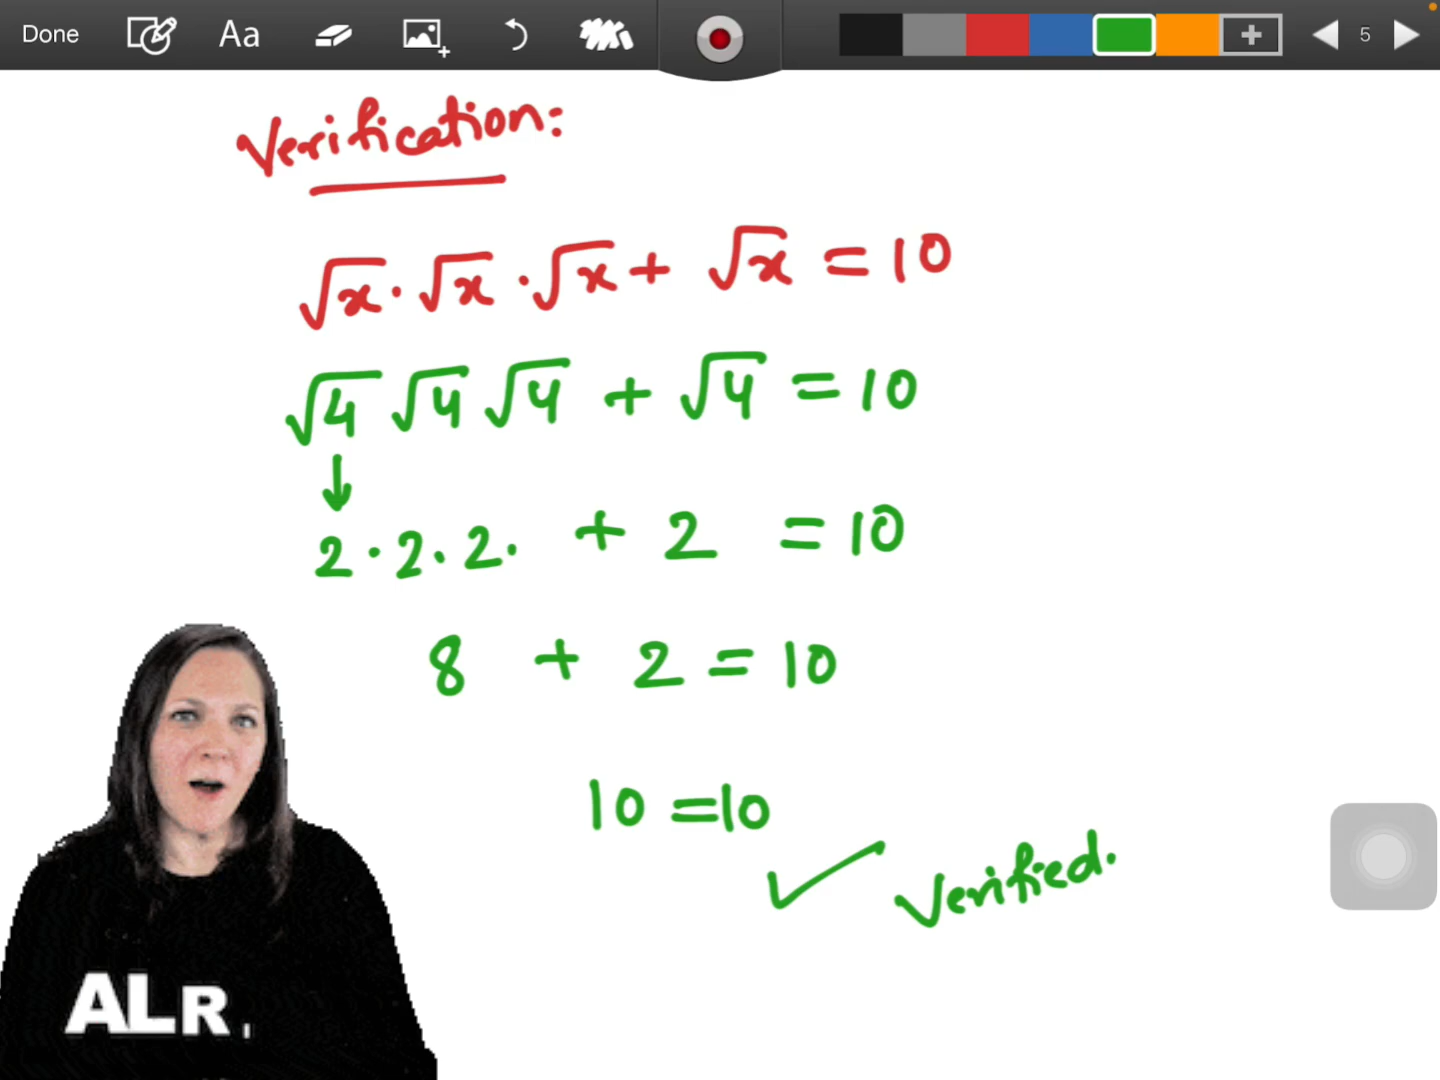 Done Aa 5
Verification:
√x · √x · √x + √x = 10
√4 √4 √4 + √4 = 10
↓
2 · 2 · 2 · + 2 = 10
8 + 2 = 10
10 = 10
✓ Verified.
ALR